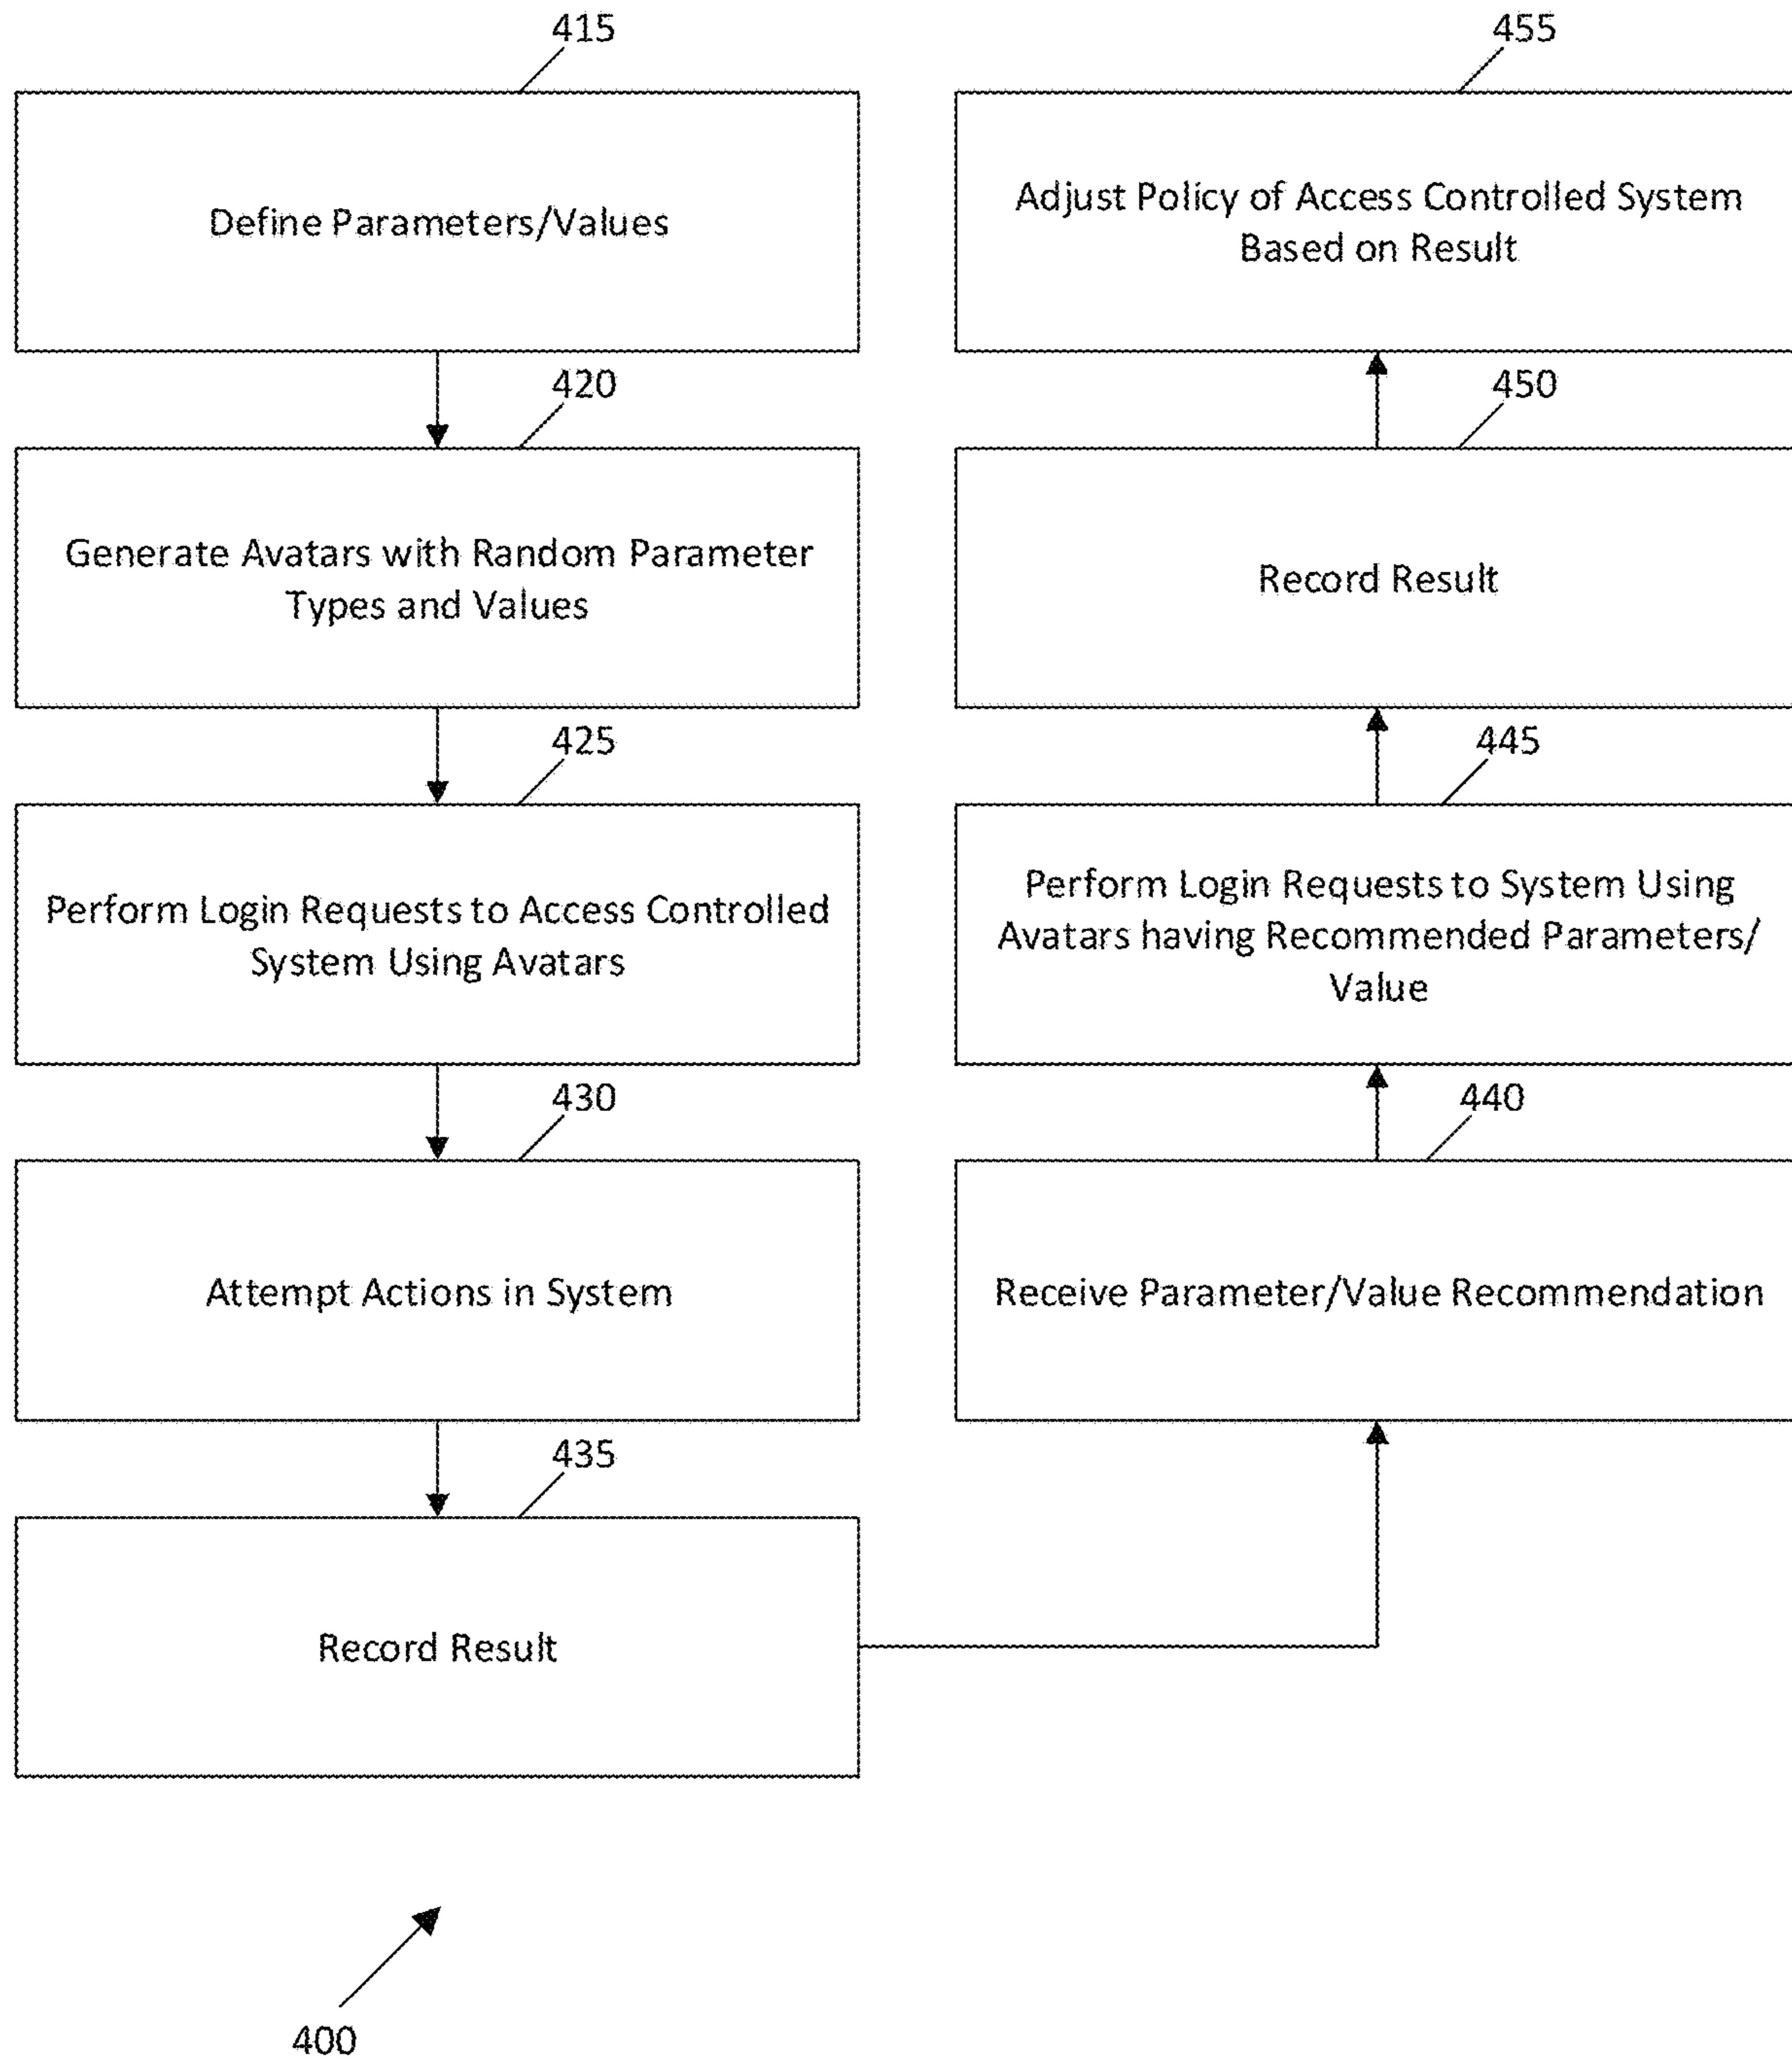 415
Define Parameters/Values
420
Generate Avatars with Random Parameter
Types and Values
425
Perform Login Requests to Access Controlled
System Using Avatars
430
Attempt Actions in System
435
Record Result
455
Adjust Policy of Access Controlled System
Based on Result
450
Record Result
445
Perform Login Requests to System Using
Avatars having Recommended Parameters/
Value
440
Receive Parameter/Value Recommendation
400